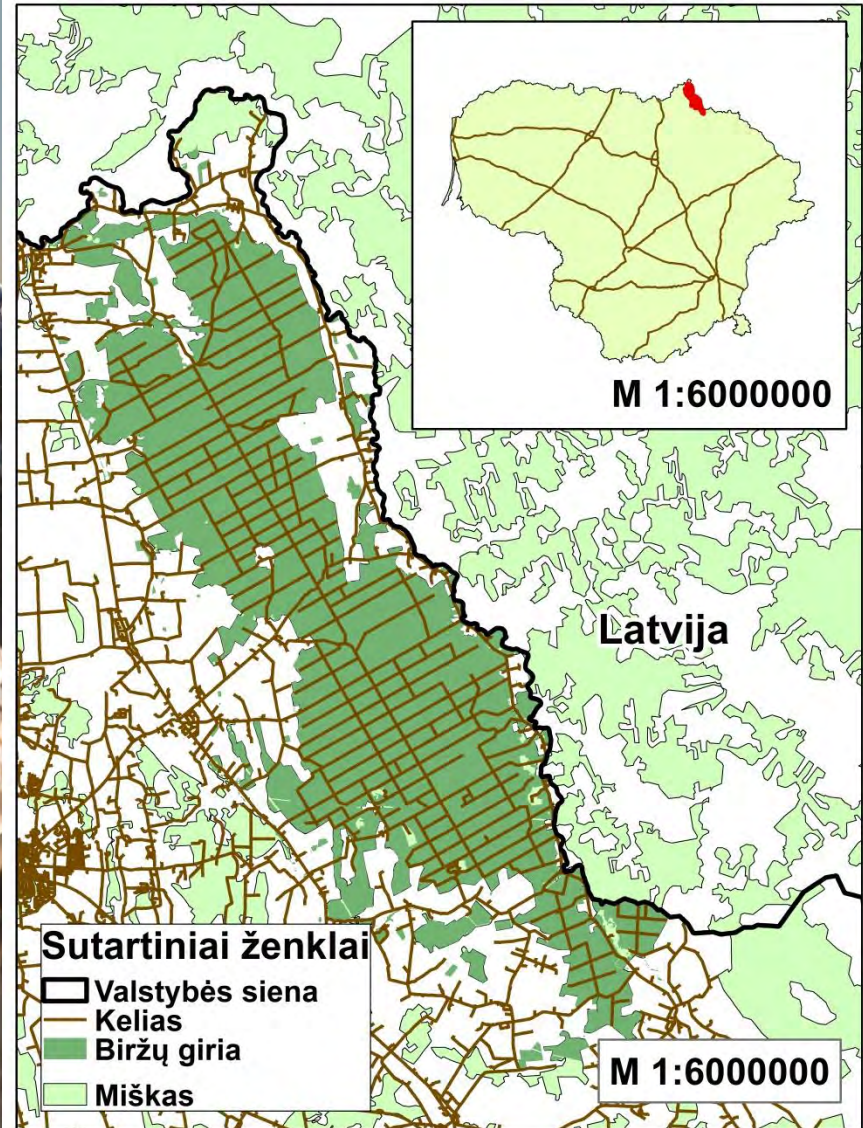 M 1:6000000
Latvija
Sutartiniai ženklai
Valstybės siena
Kelias
Biržų giria
Miškas
M 1:6000000